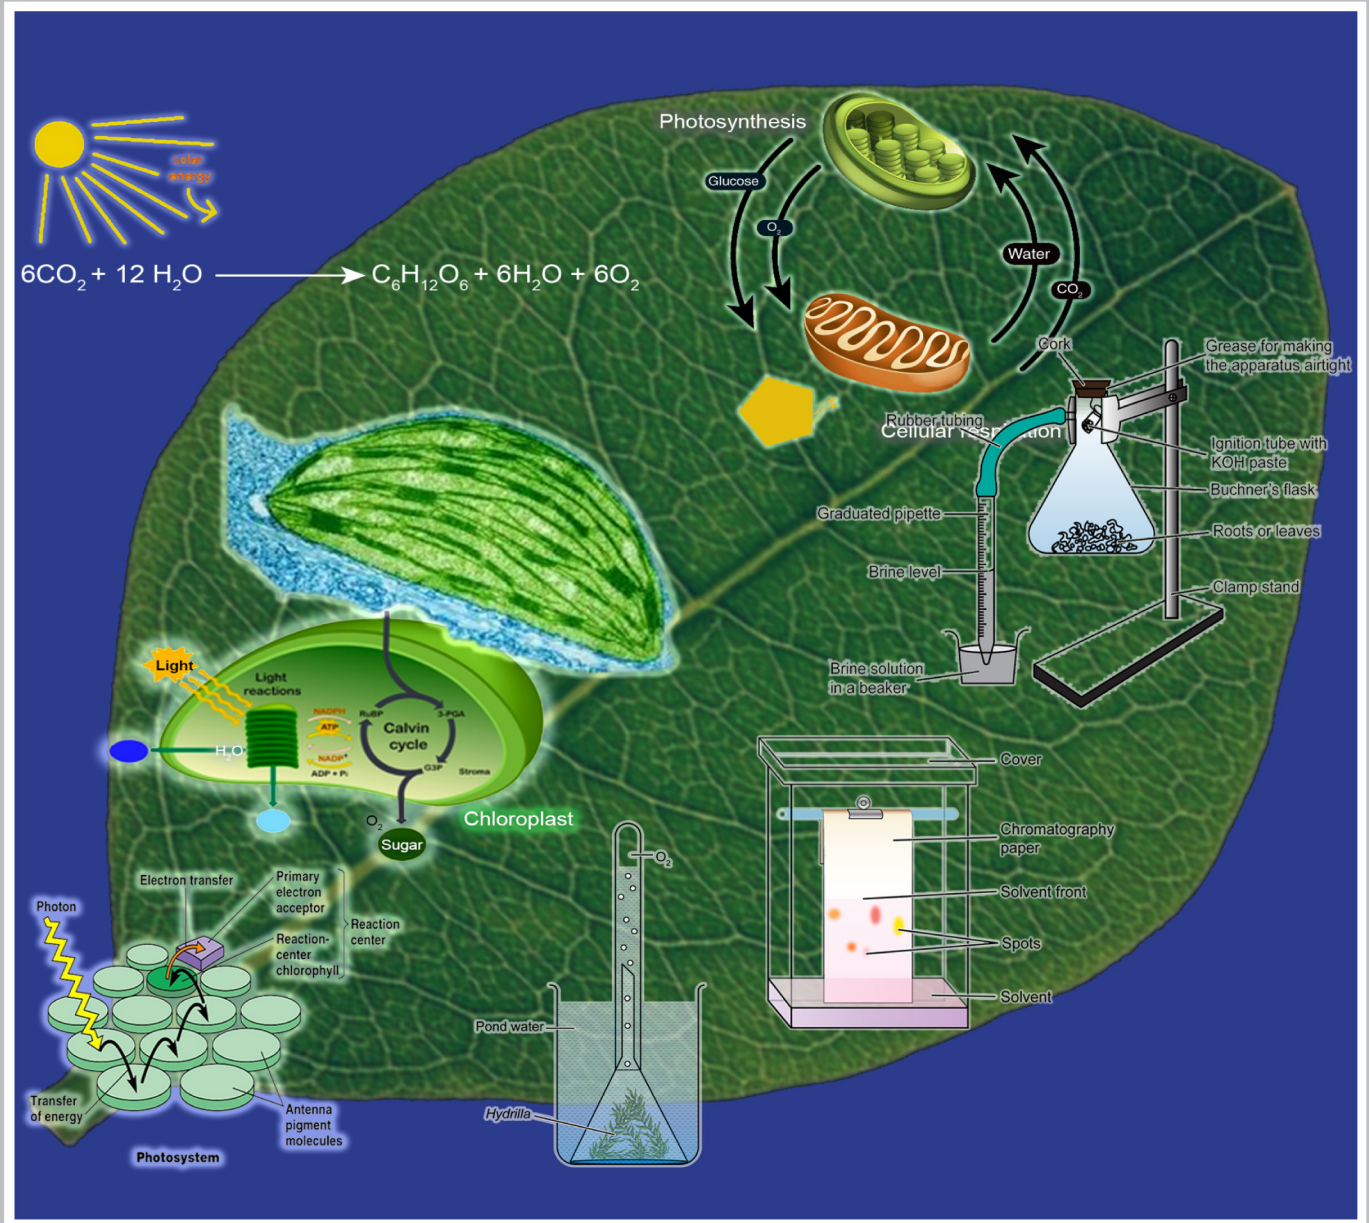 Photosynthesis
Glucose
O₂
Water
CO₂
solar
energy
6CO₂ + 12 H₂O
C₆H₁₂O₆ + 6H₂O + 6O₂
Cork
Grease for making
the apparatus airtight
Rubber tubing
Cellular respiration
Ignition tube with
KOH paste
Buchner's flask
Graduated pipette
Roots or leaves
Brine level
Clamp stand
Brine solution
in a beaker
Light
Light
reactions
NADPH
ATP
NADP⁺
ADP + Pi
RuBP
3-PGA
Calvin
cycle
G3P
Stroma
H₂O
O₂
Sugar
Chloroplast
Cover
Chromatography
paper
Solvent front
Spots
Solvent
O₂
Pond water
Hydrilla
Electron transfer
Primary
electron
acceptor
Reaction
center
Reaction-
center
chlorophyll
Photon
Transfer
of energy
Antenna
pigment
molecules
Photosystem